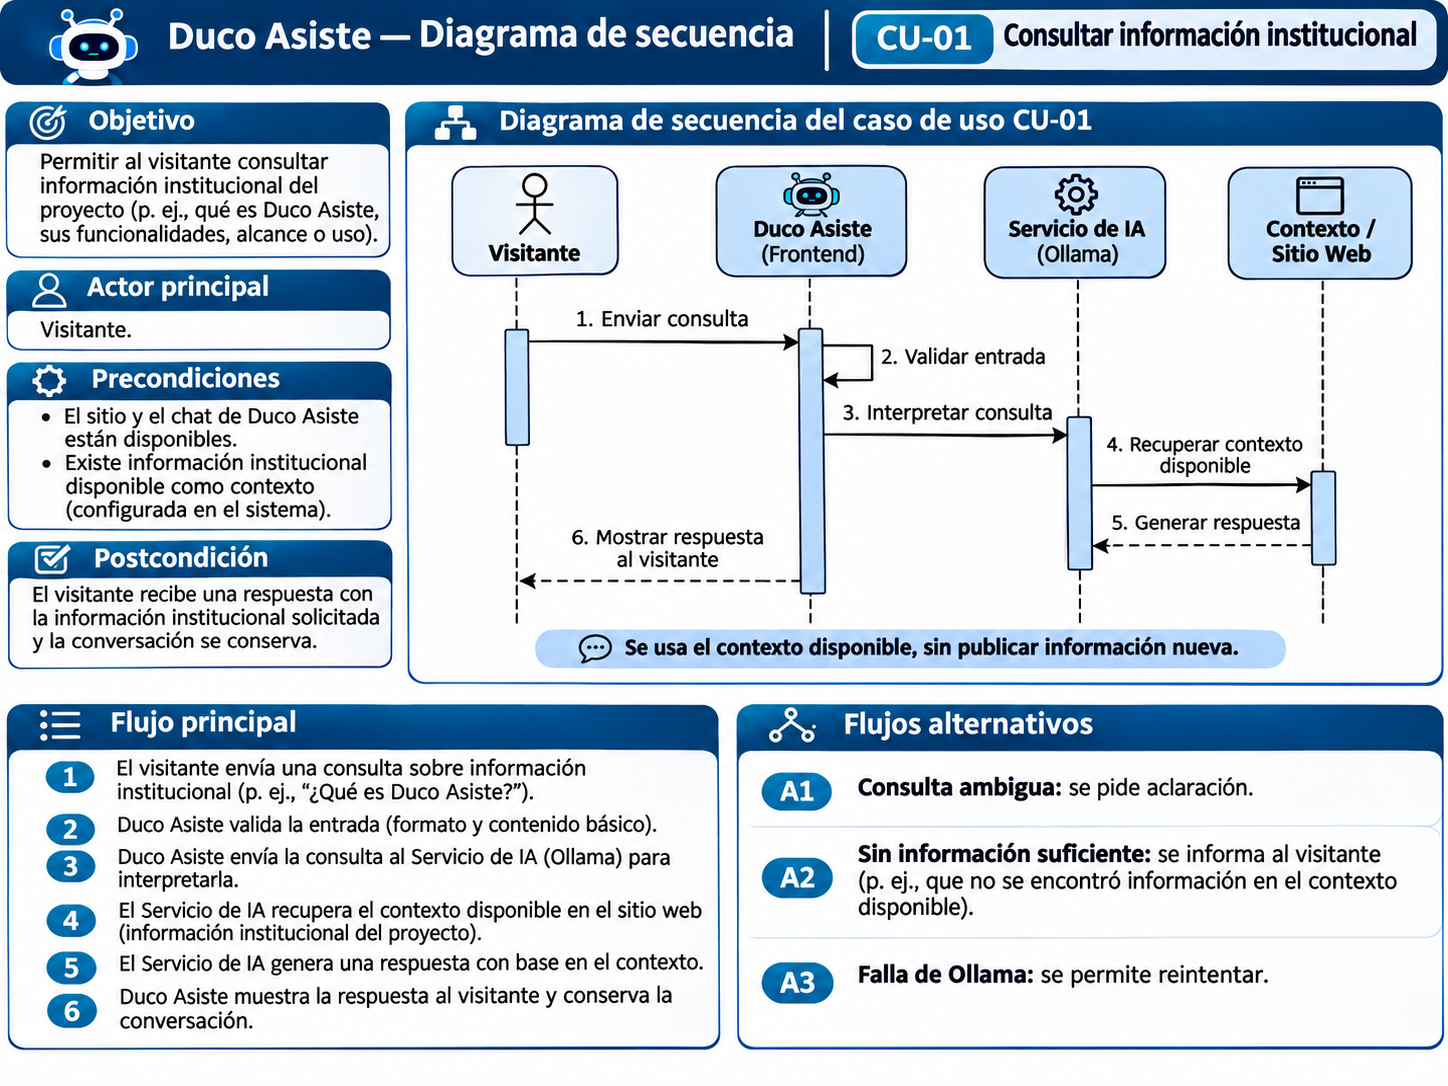 Duco Asiste — Diagrama de secuencia
CU-01
Consultar información institucional
Objetivo
Permitir al visitante consultar
información institucional del
proyecto (p. ej., qué es Duco Asiste,
sus funcionalidades, alcance o uso).
Actor principal
Visitante.
Precondiciones
• El sitio y el chat de Duco Asiste
están disponibles.
• Existe información institucional
disponible como contexto
(configurada en el sistema).
Postcondición
El visitante recibe una respuesta con
la información institucional solicitada
y la conversación se conserva.
Diagrama de secuencia del caso de uso CU-01
Visitante
Duco Asiste
(Frontend)
Servicio de IA
(Ollama)
Contexto /
Sitio Web
1. Enviar consulta
2. Validar entrada
3. Interpretar consulta
4. Recuperar contexto
disponible
5. Generar respuesta
6. Mostrar respuesta
al visitante
Se usa el contexto disponible, sin publicar información nueva.
Flujo principal
1 El visitante envía una consulta sobre información
institucional (p. ej., “¿Qué es Duco Asiste?”).
2 Duco Asiste valida la entrada (formato y contenido básico).
3 Duco Asiste envía la consulta al Servicio de IA (Ollama) para
interpretarla.
4 El Servicio de IA recupera el contexto disponible en el sitio web
(información institucional del proyecto).
5 El Servicio de IA genera una respuesta con base en el contexto.
6 Duco Asiste muestra la respuesta al visitante y conserva la
conversación.
Flujos alternativos
A1 Consulta ambigua: se pide aclaración.
A2 Sin información suficiente: se informa al visitante
(p. ej., que no se encontró información en el contexto
disponible).
A3 Falla de Ollama: se permite reintentar.